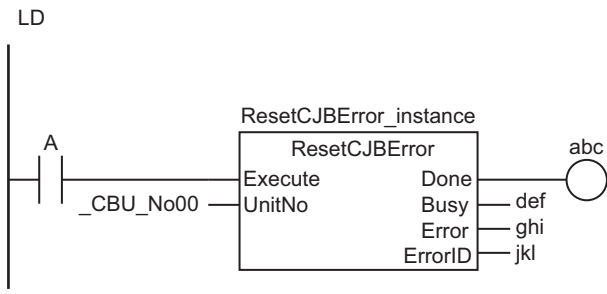 LD
ResetCJBError_instance
A
ResetCJBError
abc
Execute Done
_CBU_No00 UnitNo Busy def
Error ghi
ErrorID jkl